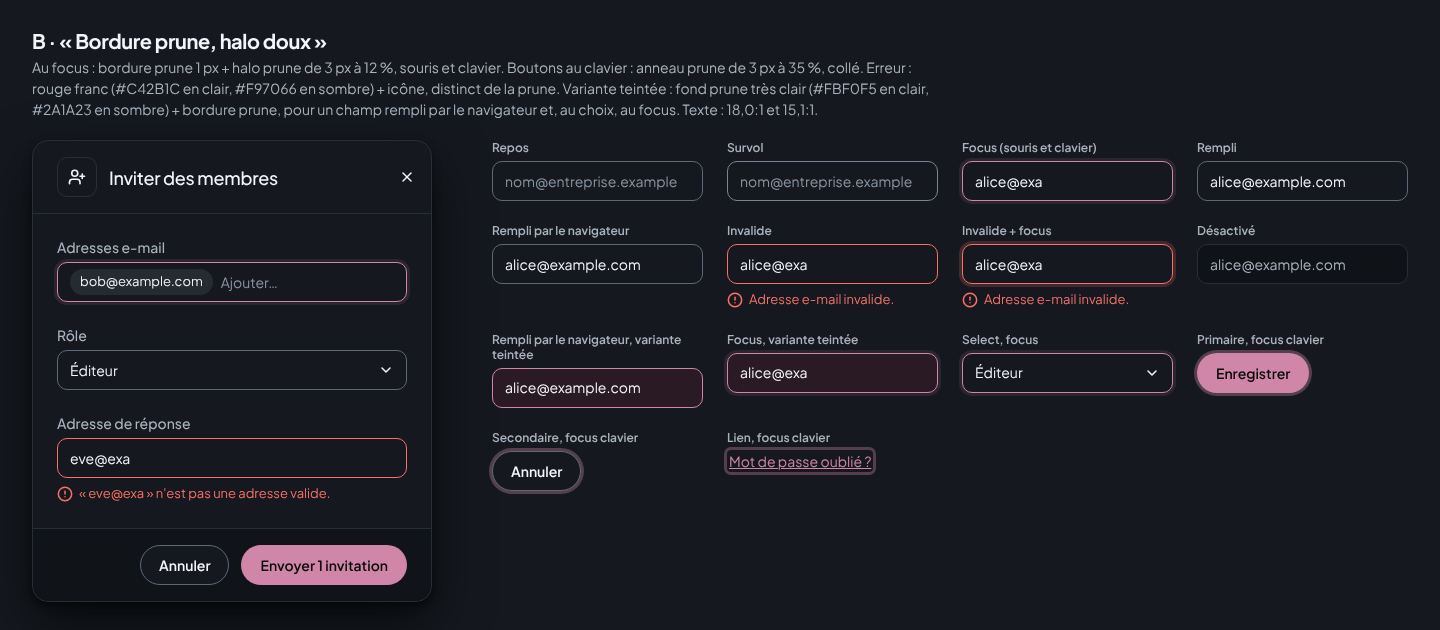 B · « Bordure prune, halo doux »
Au focus : bordure prune 1 px + halo prune de 3 px à 12 %, souris et clavier. Boutons au clavier : anneau prune de 3 px à 35 %, collé. Erreur :
rouge franc (#C42B1C en clair, #F97066 en sombre) + icône, distinct de la prune. Variante teintée : fond prune très clair (#FBF0F5 en clair,
#2A1A23 en sombre) + bordure prune, pour un champ rempli par le navigateur et, au choix, au focus. Texte : 18,0:1 et 15,1:1.
Inviter des membres
Adresses e-mail
bob@example.com Ajouter…
Rôle
Éditeur
Adresse de réponse
eve@exa
« eve@exa » n'est pas une adresse valide.
Annuler
Envoyer 1 invitation
Repos
nom@entreprise.example
Survol
nom@entreprise.example
Focus (souris et clavier)
alice@exa
Rempli
alice@example.com
Rempli par le navigateur
alice@example.com
Invalide
alice@exa
Adresse e-mail invalide.
Invalide + focus
alice@exa
Adresse e-mail invalide.
Désactivé
alice@example.com
Rempli par le navigateur, variante
teintée
alice@example.com
Focus, variante teintée
alice@exa
Select, focus
Éditeur
Primaire, focus clavier
Enregistrer
Secondaire, focus clavier
Annuler
Lien, focus clavier
Mot de passe oublié ?